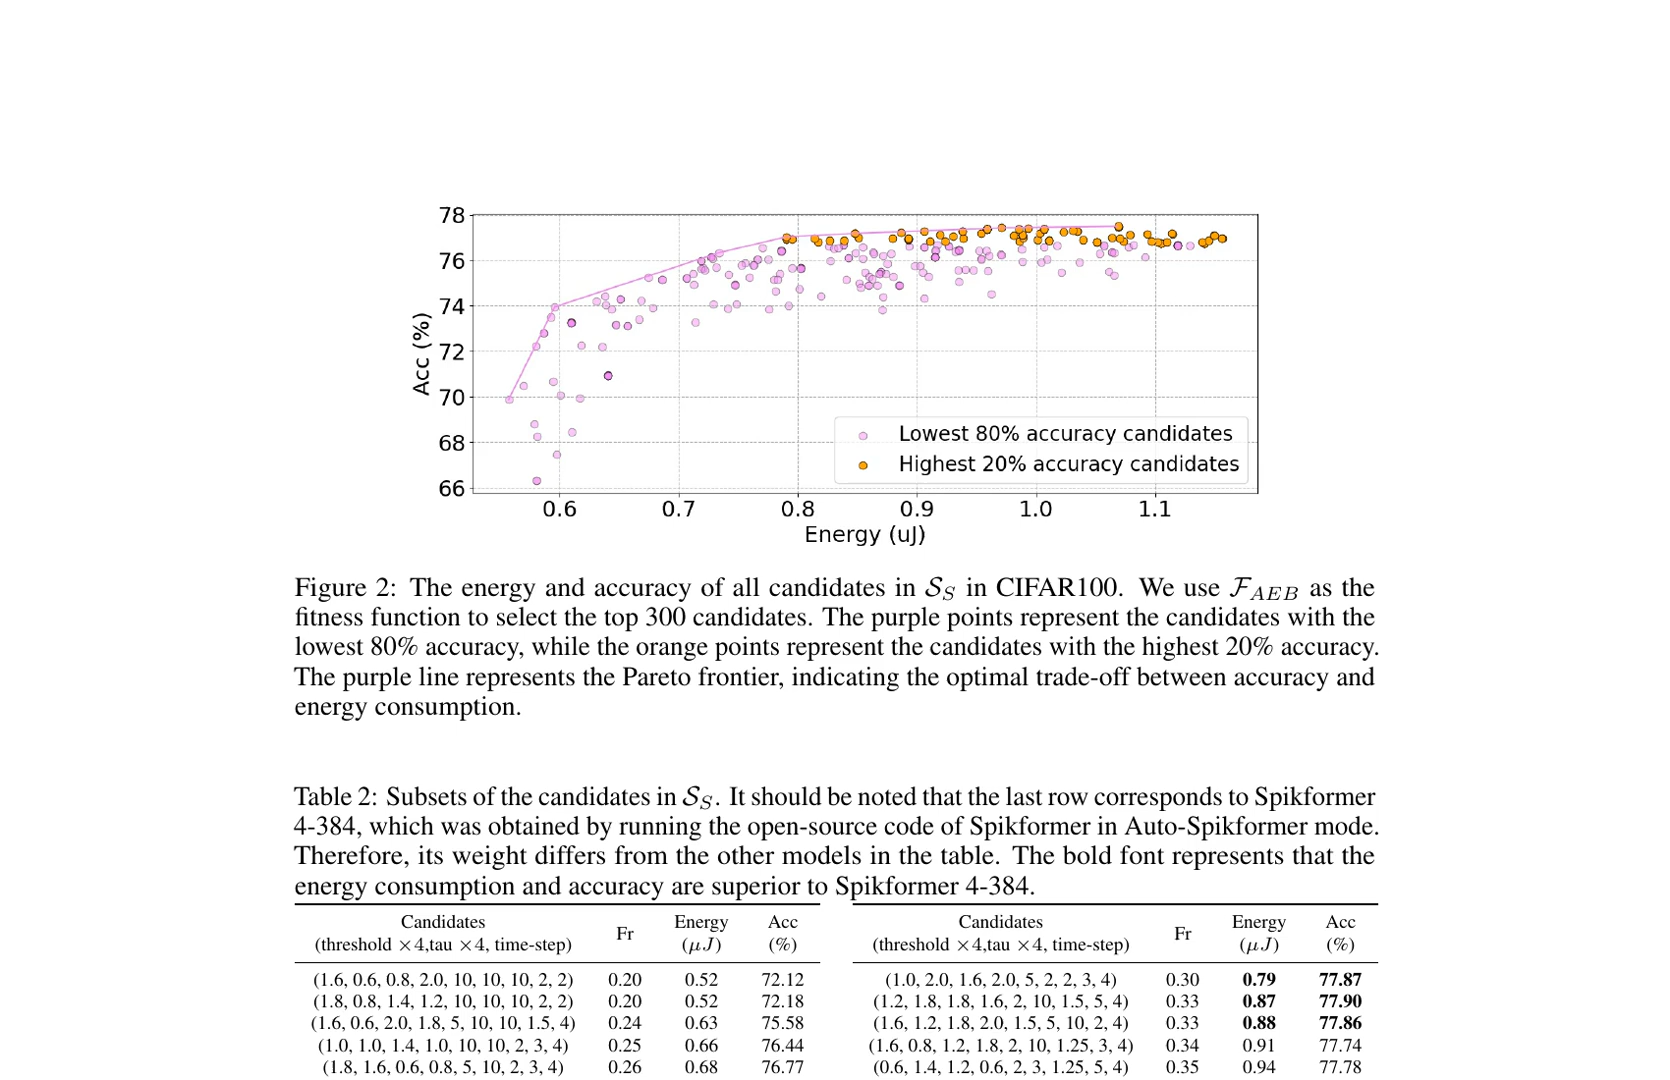 78
76
74
72
70
68
66
Acc (%)
Lowest 80% accuracy candidates
Highest 20% accuracy candidates
0.6 0.7 0.8 0.9 1.0 1.1
Energy (uJ)
Figure 2: The energy and accuracy of all candidates in 𝒮_S in CIFAR100. We use ℱ_AEB as the
fitness function to select the top 300 candidates. The purple points represent the candidates with the
lowest 80% accuracy, while the orange points represent the candidates with the highest 20% accuracy.
The purple line represents the Pareto frontier, indicating the optimal trade-off between accuracy and
energy consumption.
Table 2: Subsets of the candidates in 𝒮_S. It should be noted that the last row corresponds to Spikformer
4-384, which was obtained by running the open-source code of Spikformer in Auto-Spikformer mode.
Therefore, its weight differs from the other models in the table. The bold font represents that the
energy consumption and accuracy are superior to Spikformer 4-384.
Candidates Fr Energy Acc Candidates Fr Energy Acc
(threshold ×4,tau ×4, time-step) (μJ) (%) (threshold ×4,tau ×4, time-step) (μJ) (%)
(1.6, 0.6, 0.8, 2.0, 10, 10, 10, 2, 2) 0.20 0.52 72.12 (1.0, 2.0, 1.6, 2.0, 5, 2, 2, 3, 4) 0.30 0.79 77.87
(1.8, 0.8, 1.4, 1.2, 10, 10, 10, 2, 2) 0.20 0.52 72.18 (1.2, 1.8, 1.8, 1.6, 2, 10, 1.5, 5, 4) 0.33 0.87 77.90
(1.6, 0.6, 2.0, 1.8, 5, 10, 10, 1.5, 4) 0.24 0.63 75.58 (1.6, 1.2, 1.8, 2.0, 1.5, 5, 10, 2, 4) 0.33 0.88 77.86
(1.0, 1.0, 1.4, 1.0, 10, 10, 2, 3, 4) 0.25 0.66 76.44 (1.6, 0.8, 1.2, 1.8, 2, 10, 1.25, 3, 4) 0.34 0.91 77.74
(1.8, 1.6, 0.6, 0.8, 5, 10, 2, 3, 4) 0.26 0.68 76.77 (0.6, 1.4, 1.2, 0.6, 2, 3, 1.25, 5, 4) 0.35 0.94 77.78